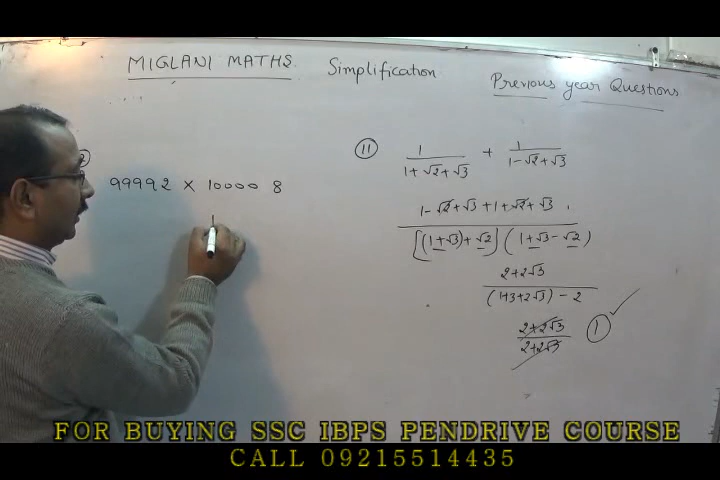 MIGLANI MATHS. Simplification Previous year Questions
99992 × 10000 8
11 1/(1+√2+√3) + 1/(1-√2+√3)
1-√2+√3+1+√2+√3
[(1+√3)+√2] (1+√3-√2)
2+2√3
(1+3+2√3) - 2
2+2√3
2+2√3
1 ✓
FOR BUYING SSC IBPS PENDRIVE COURSE
CALL 09215514435